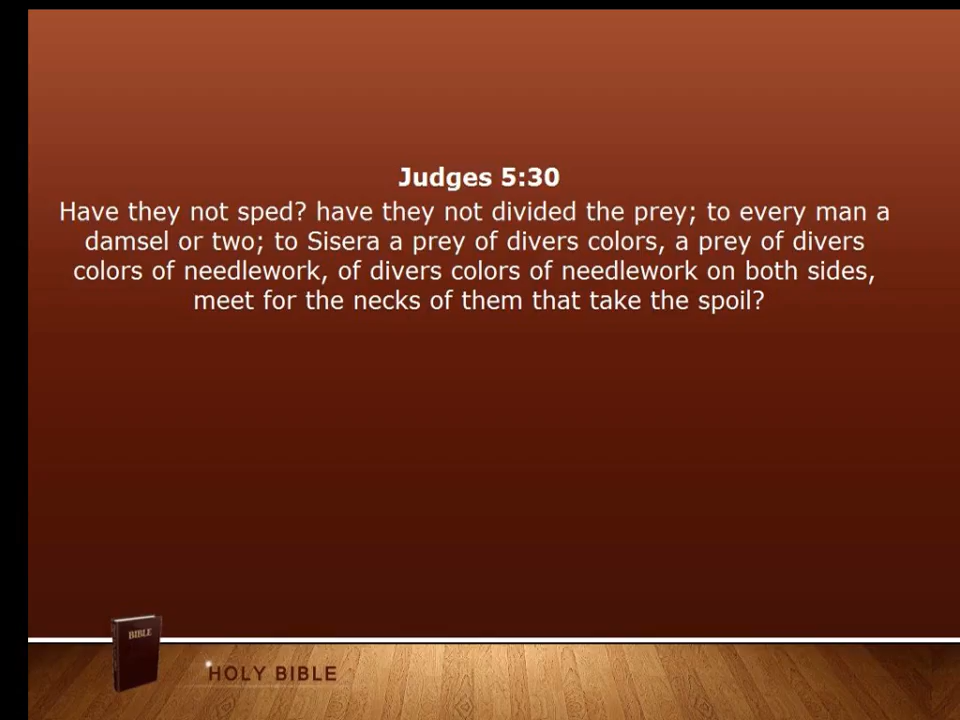 Judges 5:30
Have they not sped? have they not divided the prey; to every man a
damsel or two; to Sisera a prey of divers colors, a prey of divers
colors of needlework, of divers colors of needlework on both sides,
meet for the necks of them that take the spoil?
BIBLE
HOLY BIBLE